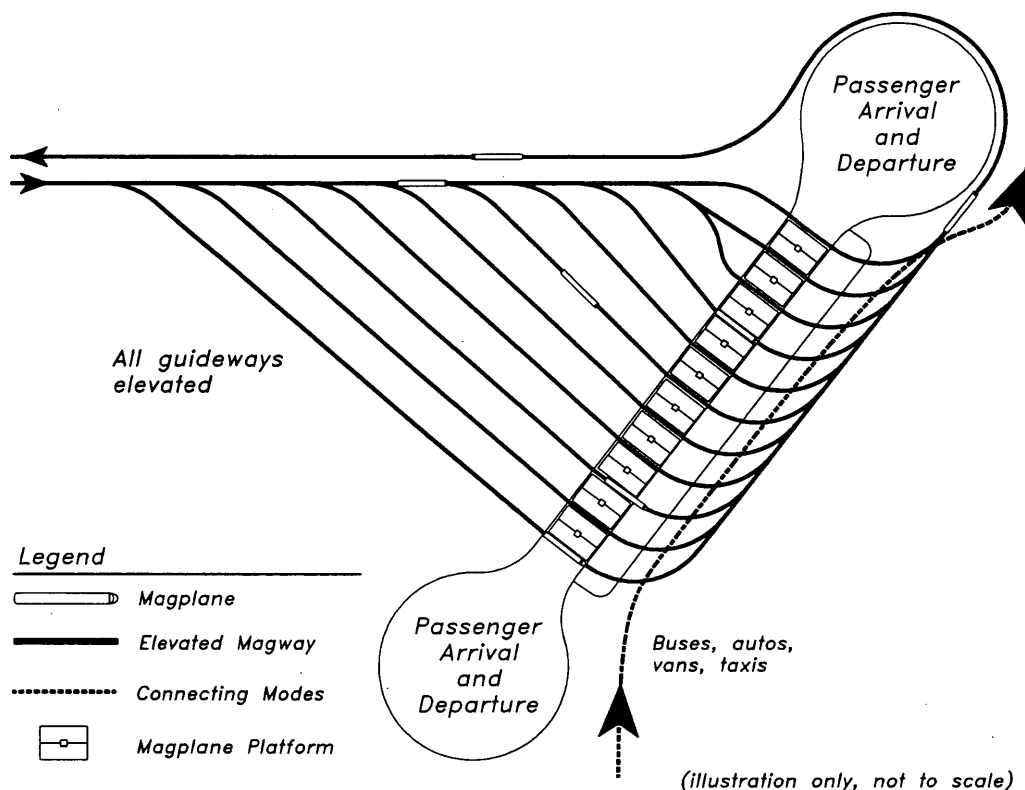 Passenger
Arrival
and
Departure
All guideways
elevated
Legend
Magplane
Elevated Magway
Connecting Modes
Magplane Platform
Passenger
Arrival
and
Departure
Buses, autos,
vans, taxis
(illustration only, not to scale)